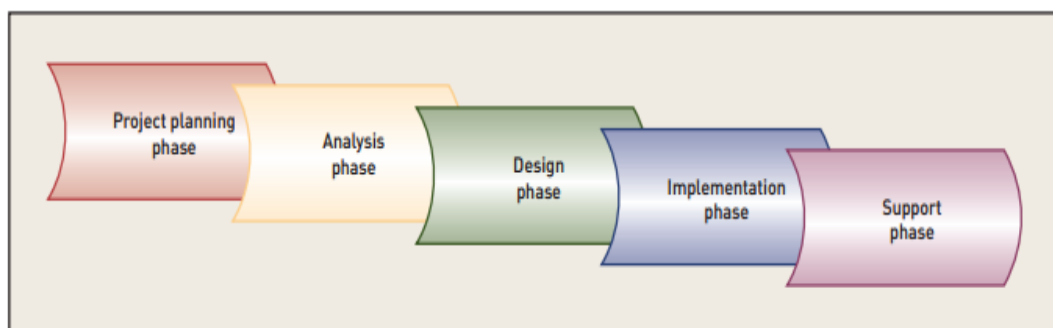 Project planning
phase
Analysis
phase
Design
phase
Implementation
phase
Support
phase